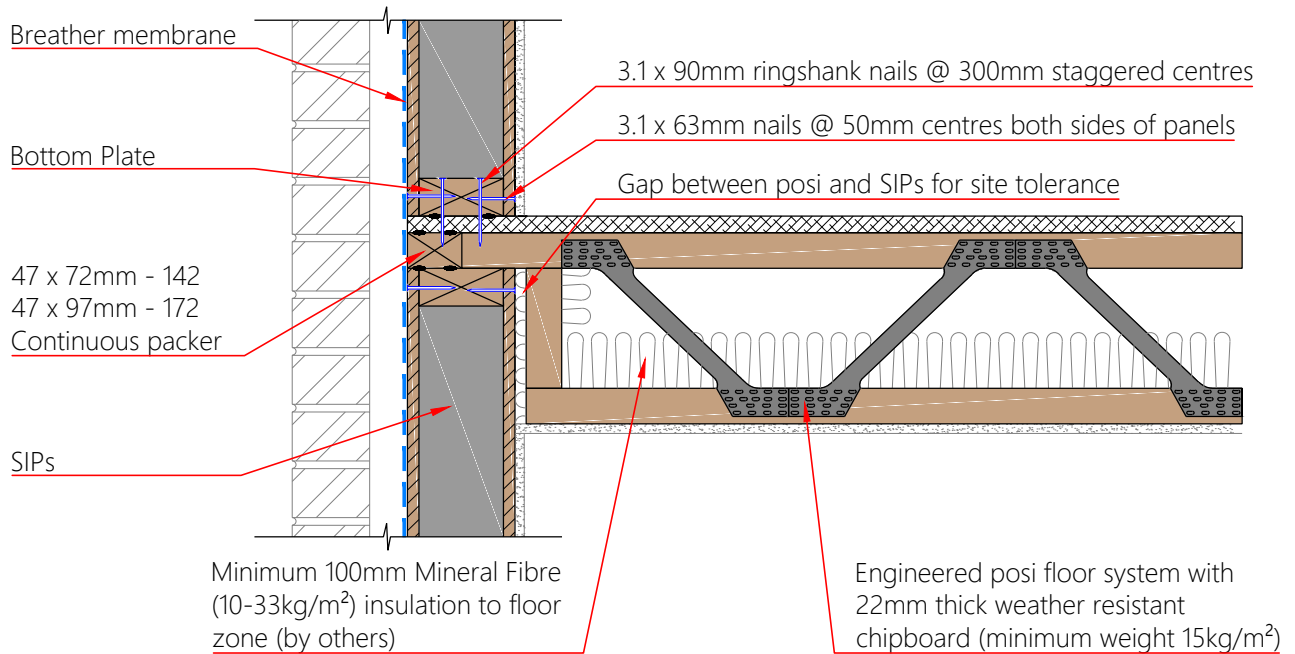 Breather membrane
3.1 x 90mm ringshank nails @ 300mm staggered centres
3.1 x 63mm nails @ 50mm centres both sides of panels
Bottom Plate
Gap between posi and SIPs for site tolerance
47 x 72mm - 142
47 x 97mm - 172
Continuous packer
SIPs
Minimum 100mm Mineral Fibre
(10-33kg/m²) insulation to floor
zone (by others)
Engineered posi floor system with
22mm thick weather resistant
chipboard (minimum weight 15kg/m²)